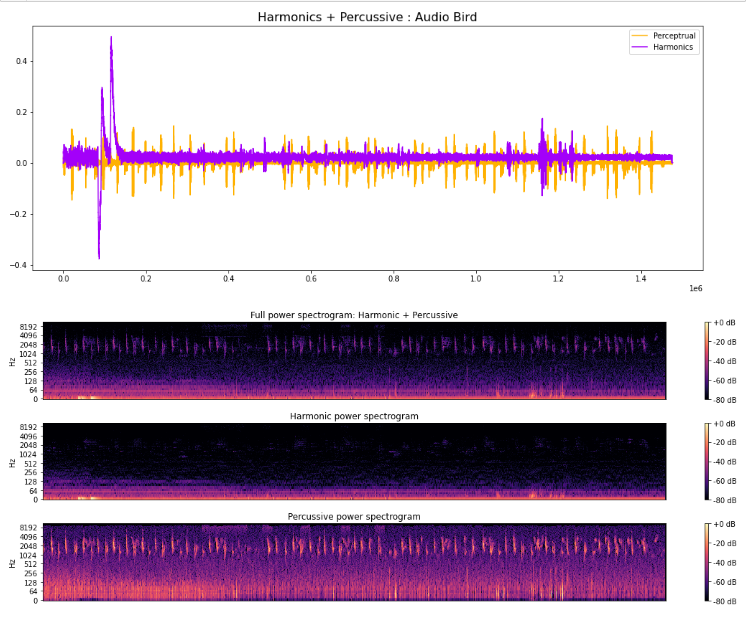 Harmonics + Percussive : Audio Bird
Perceptrual
Harmonics
0.4
0.2
0.0
−0.2
−0.4
0.0 0.2 0.4 0.6 0.8 1.0 1.2 1.4
1e6
Full power spectrogram: Harmonic + Percussive
Hz
8192
4096
2048
1024
512
256
128
64
0
+0 dB
-20 dB
-40 dB
-60 dB
-80 dB
Harmonic power spectrogram
Hz
8192
4096
2048
1024
512
256
128
64
0
+0 dB
-20 dB
-40 dB
-60 dB
-80 dB
Percussive power spectrogram
Hz
8192
4096
2048
1024
512
256
128
64
0
+0 dB
-20 dB
-40 dB
-60 dB
-80 dB